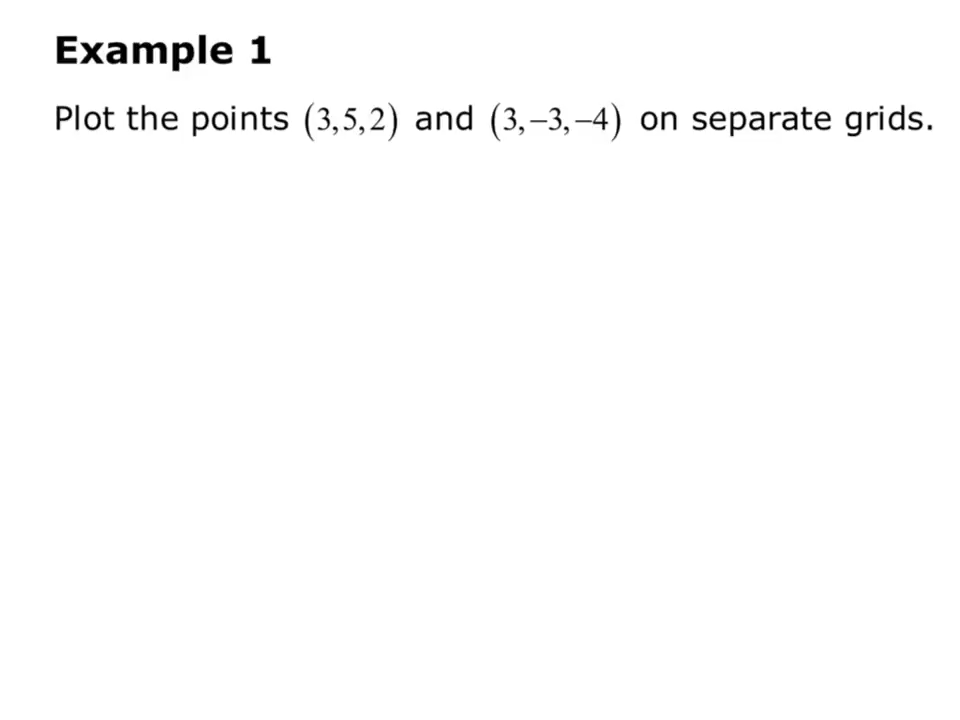 Example 1
Plot the points (3,5,2) and (3,−3,−4) on separate grids.